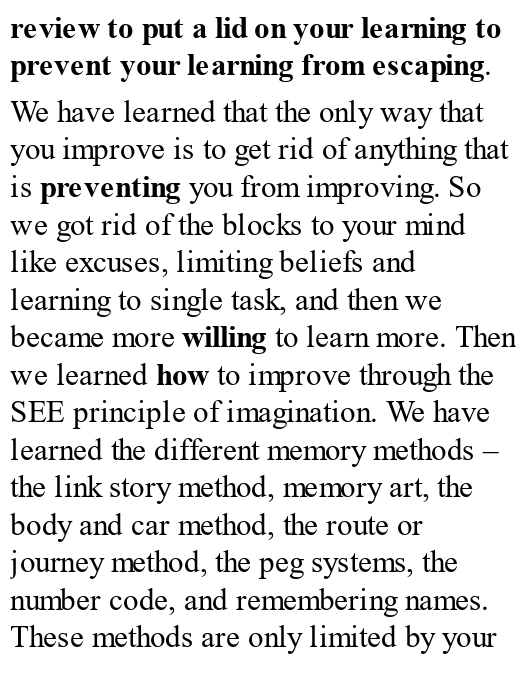 review to put a lid on your learning to
prevent your learning from escaping.
We have learned that the only way that
you improve is to get rid of anything that
is preventing you from improving. So
we got rid of the blocks to your mind
like excuses, limiting beliefs and
learning to single task, and then we
became more willing to learn more. Then
we learned how to improve through the
SEE principle of imagination. We have
learned the different memory methods –
the link story method, memory art, the
body and car method, the route or
journey method, the peg systems, the
number code, and remembering names.
These methods are only limited by your